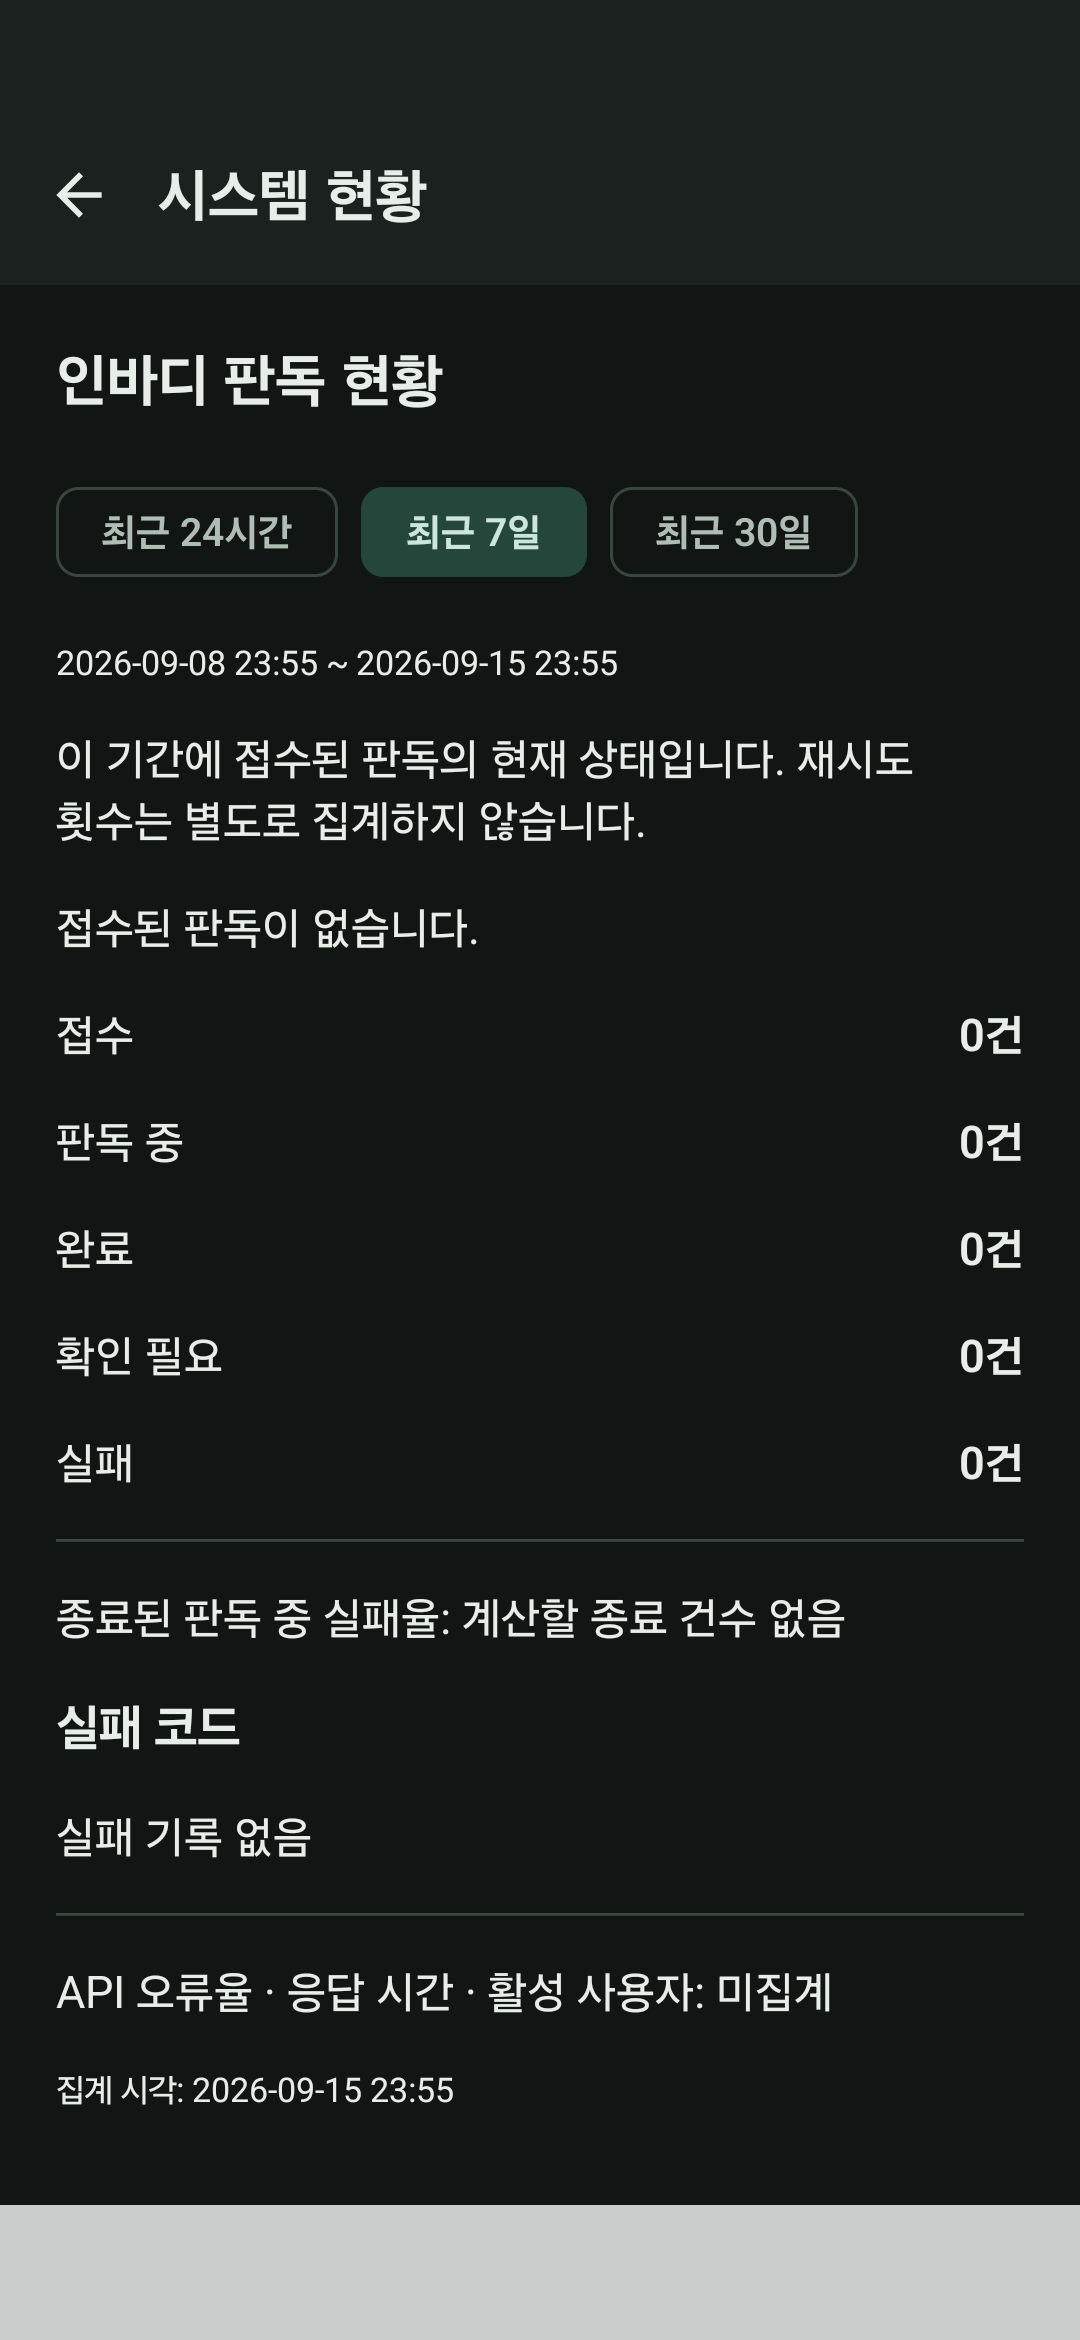 시스템 현황
인바디 판독 현황
최근 24시간 최근 7일 최근 30일
2026-09-08 23:55 ~ 2026-09-15 23:55
이 기간에 접수된 판독의 현재 상태입니다. 재시도
횟수는 별도로 집계하지 않습니다.
접수된 판독이 없습니다.
접수 0건
판독 중 0건
완료 0건
확인 필요 0건
실패 0건
종료된 판독 중 실패율: 계산할 종료 건수 없음
실패 코드
실패 기록 없음
API 오류율 · 응답 시간 · 활성 사용자: 미집계
집계 시각: 2026-09-15 23:55